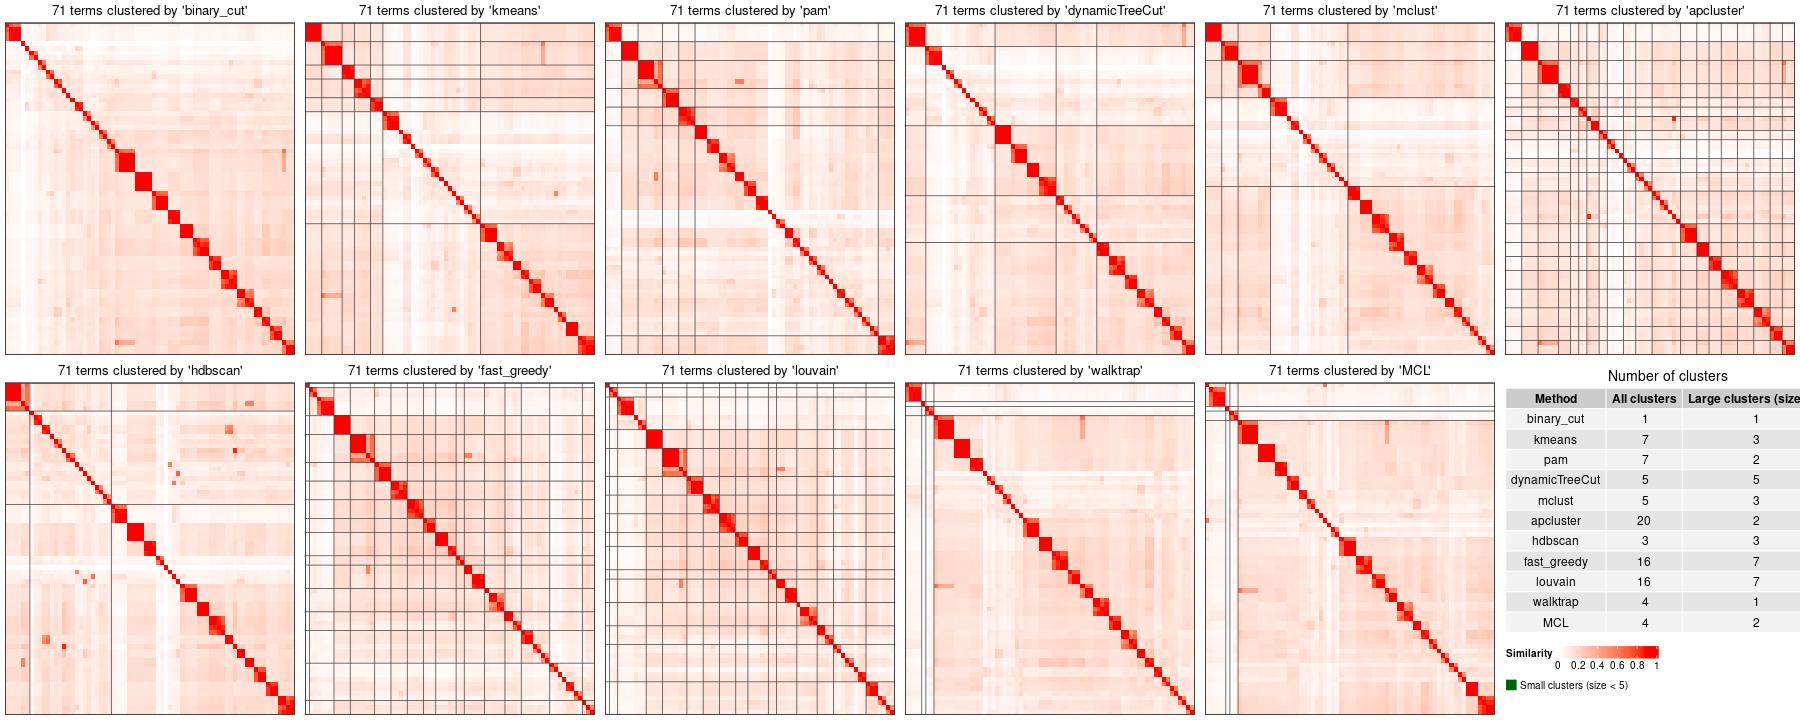 71 terms clustered by 'binary_cut'
71 terms clustered by 'kmeans'
71 terms clustered by 'pam'
71 terms clustered by 'dynamicTreeCut'
71 terms clustered by 'mclust'
71 terms clustered by 'apcluster'
71 terms clustered by 'hdbscan'
71 terms clustered by 'fast_greedy'
71 terms clustered by 'louvain'
71 terms clustered by 'walktrap'
71 terms clustered by 'MCL'
Number of clusters
Method All clusters Large clusters (size
binary_cut 1 1
kmeans 7 3
pam 7 2
dynamicTreeCut 5 5
mclust 5 3
apcluster 20 2
hdbscan 3 3
fast_greedy 16 7
louvain 16 7
walktrap 4 1
MCL 4 2
Similarity
0 0.2 0.4 0.6 0.8 1
Small clusters (size < 5)